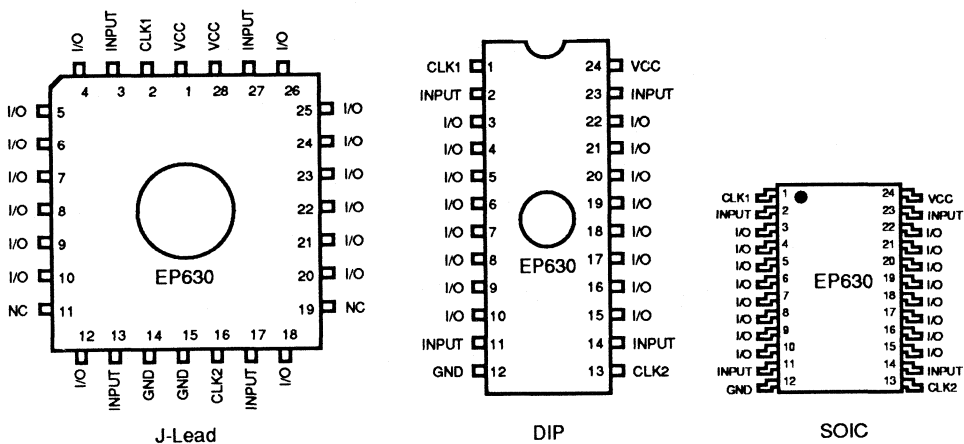 I/O INPUT CLK1 VCC VCC INPUT I/O
4 3 2 1 28 27 26
I/O 5 25 I/O
I/O 6 24 I/O
I/O 7 23 I/O
I/O 8 22 I/O
I/O 9 21 I/O
I/O 10 20 I/O
NC 11 19 NC
EP630
12 13 14 15 16 17 18
I/O INPUT GND GND CLK2 INPUT I/O
J-Lead
CLK1 1 24 VCC
INPUT 2 23 INPUT
I/O 3 22 I/O
I/O 4 21 I/O
I/O 5 20 I/O
I/O 6 19 I/O
I/O 7 18 I/O
I/O 8 17 I/O
I/O 9 16 I/O
I/O 10 15 I/O
INPUT 11 14 INPUT
GND 12 13 CLK2
EP630
DIP
CLK1 1 24 VCC
INPUT 2 23 INPUT
I/O 3 22 I/O
I/O 4 21 I/O
I/O 5 20 I/O
I/O 6 19 I/O
I/O 7 18 I/O
I/O 8 17 I/O
I/O 9 16 I/O
I/O 10 15 I/O
INPUT 11 14 INPUT
GND 12 13 CLK2
EP630
SOIC